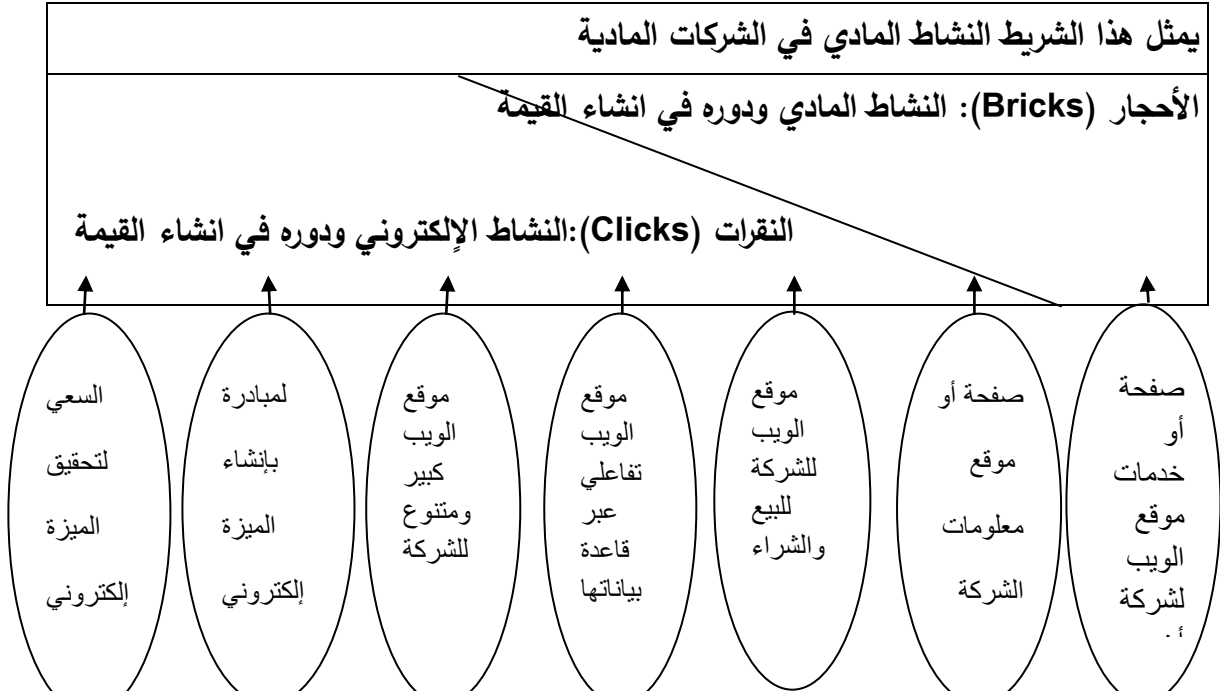 يمثل هذا الشريط النشاط المادي في الشركات المادية
الأحجار (Bricks): النشاط المادي ودوره في انشاء القيمة
النقرات (Clicks):النشاط الإلكتروني ودوره في انشاء القيمة
صفحة
أو
خدمات
موقع
الويب
لشركة
صفحة أو
موقع
معلومات
الشركة
موقع
الويب
للشركة
للبيع
والشراء
موقع
الويب
تفاعلي
عبر
قاعدة
بياناتها
موقع
الويب
كبير
ومتنوع
للشركة
لمبادرة
بإنشاء
الميزة
إلكتروني
السعي
لتحقيق
الميزة
إلكتروني